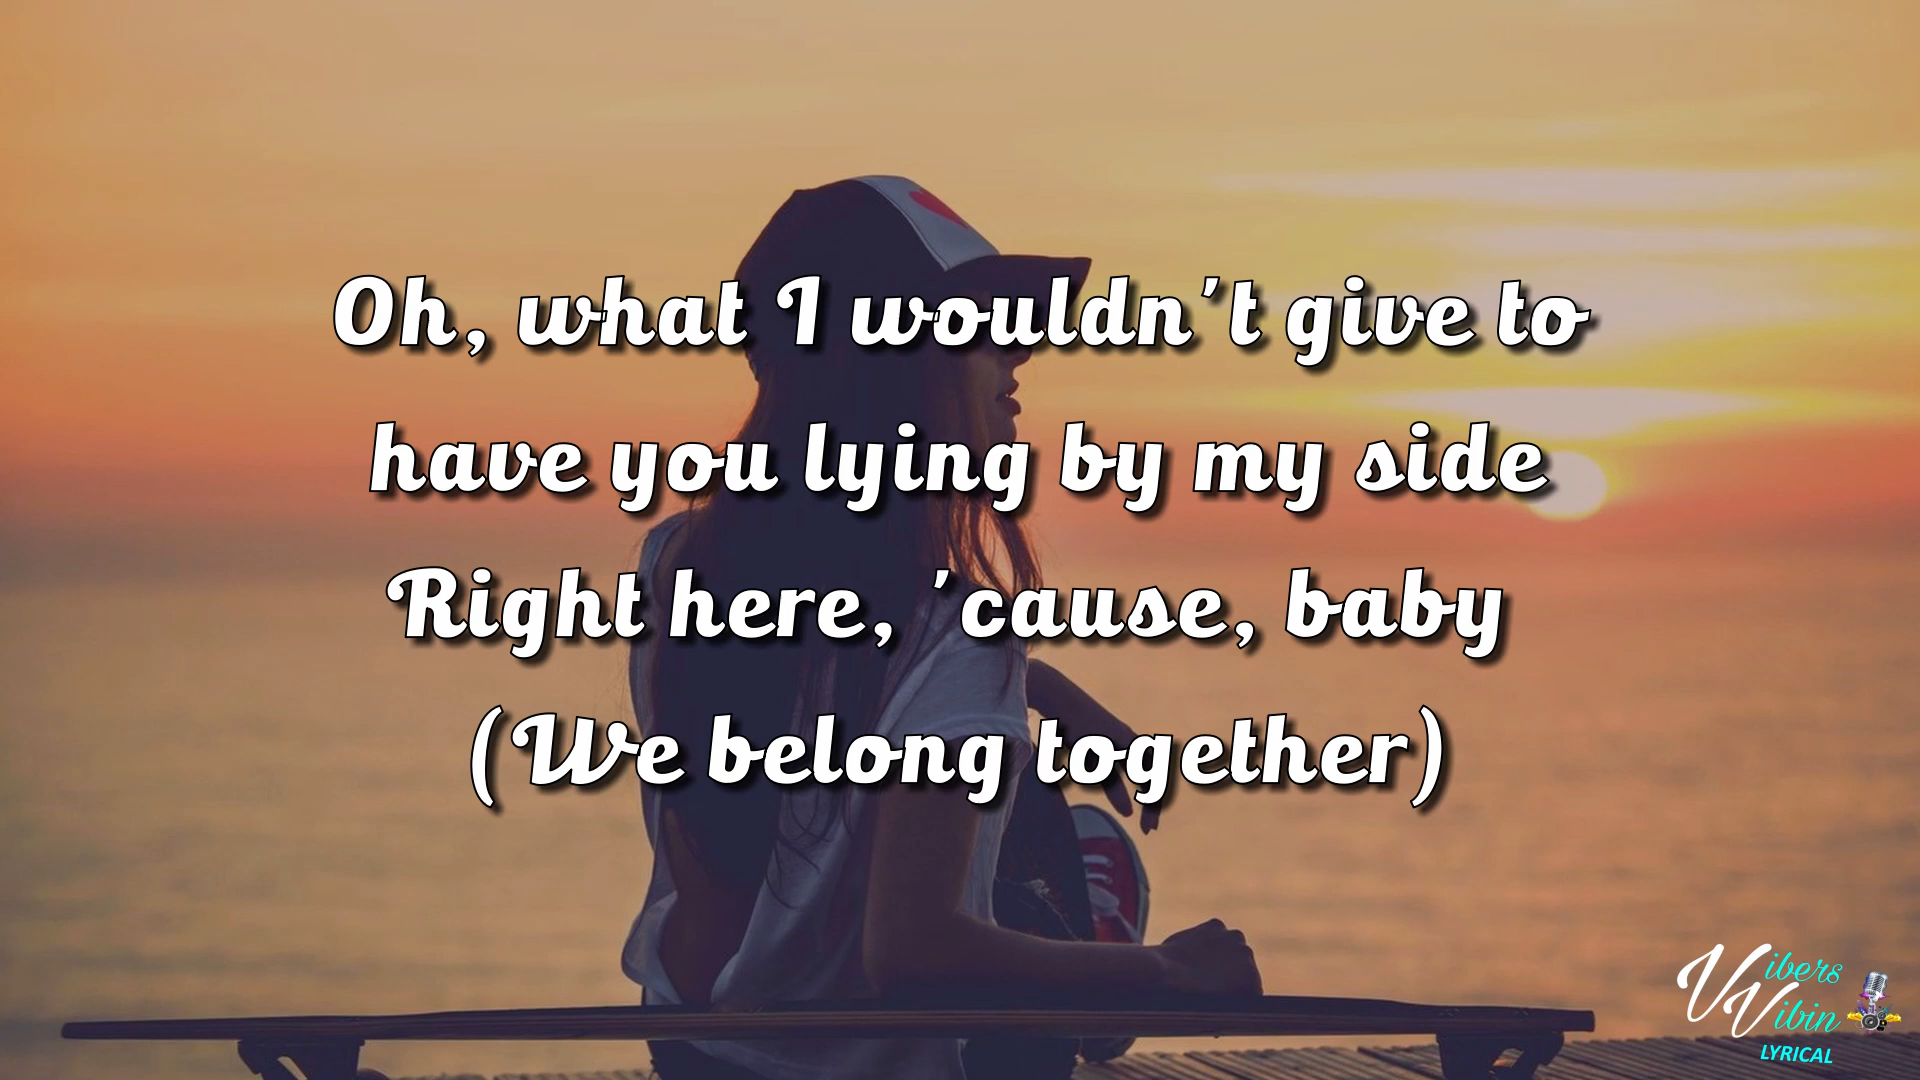 Oh, what I wouldn't give to
have you lying by my side
Right here, 'cause, baby
(We belong together)
Vibers
Vibin
LYRICAL